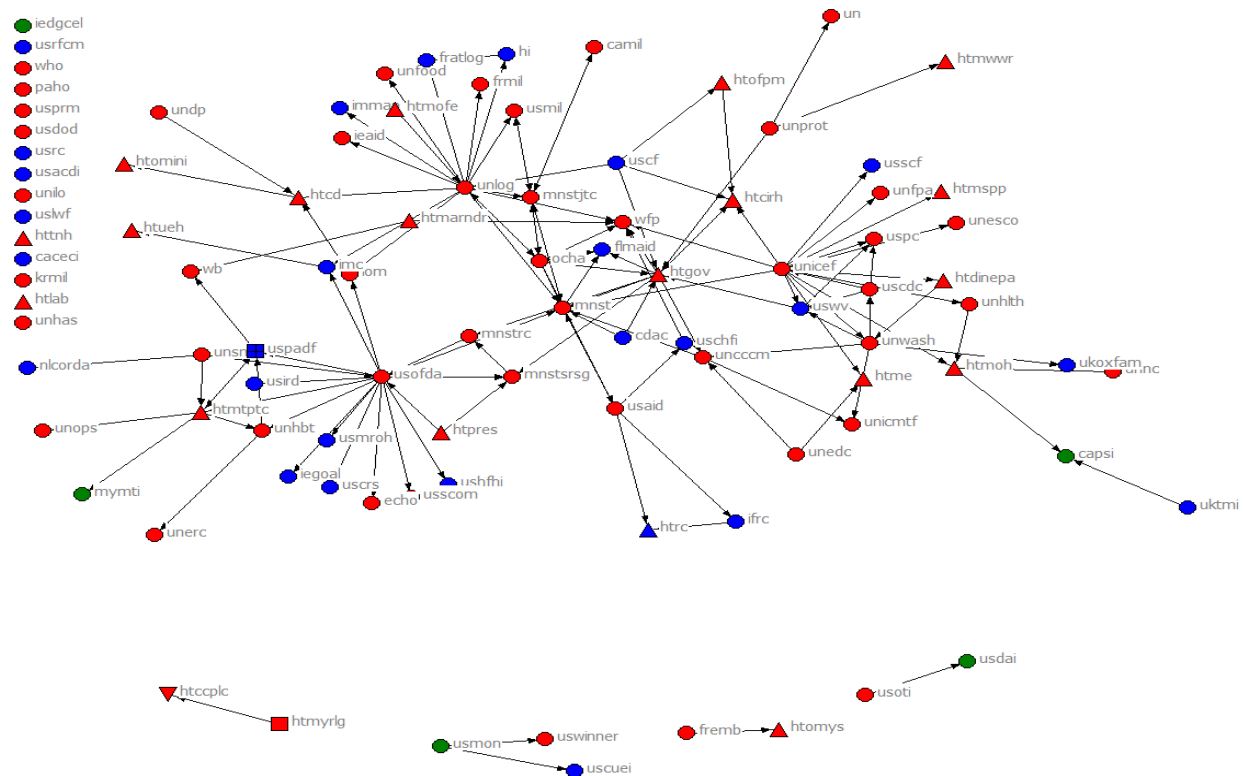 iedgcel
usrfcm
who
paho
usprm
usdod
usrc
usacdi
unilo
uslwf
httnh
caceci
krmil
htlab
unhas
un
camil
fratlog
hi
htmwwr
unfood
frmil
htofpm
undp
htmofe
usmil
unprot
ieaid
htomini
uscf
usscf
htcd
unlog
mnstjtc
htcirh
unfpa
htmspp
htueh
htmarndr
wfp
unesco
flmaid
uspc
wb
imc
ocha
htgov
unicef
htdinepa
uscdc
mnst
uswv
unhlth
mnstrc
cdac
uschfi
unwash
uspadf
uncccm
nlcorda
ukoxfam
usird
usofda
mnstsrsg
htme
htmoh
htmtptc
usaid
unops
unhbt
htpres
unicmtf
usmroh
unedc
capsi
iegoal
uscrs
ushfhi
mymti
echo
usscom
uktmi
unerc
htrc
ifrc
usdai
htccplc
usoti
htmyrlg
fremb
htomys
usmon
uswinner
uscuei